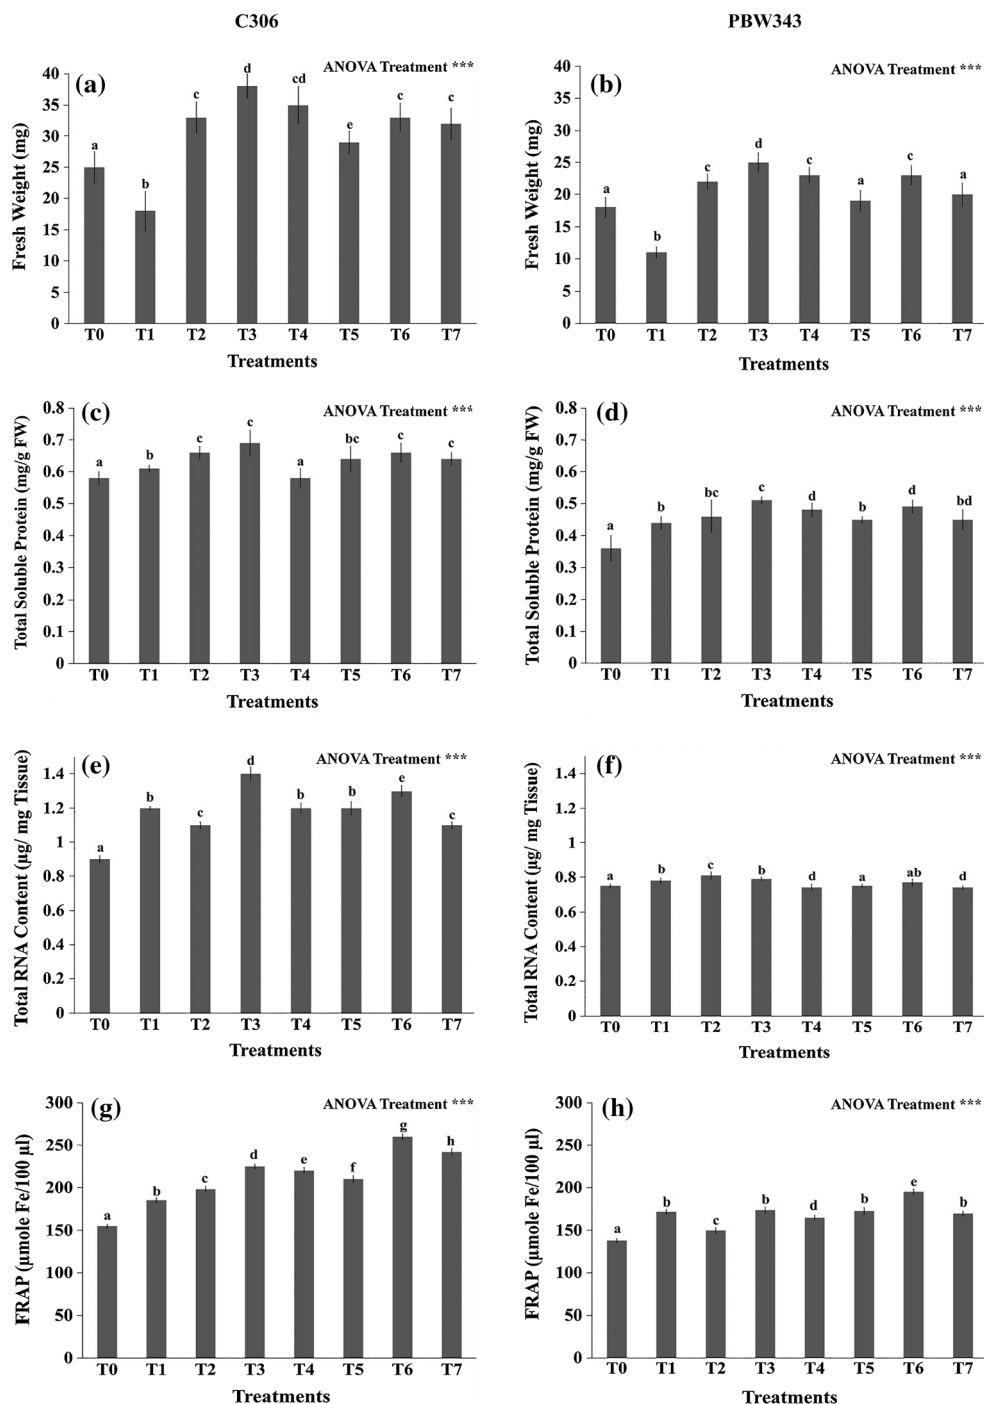 C306
PBW343
(a)
ANOVA Treatment ***
Fresh Weight (mg)
40
35
30
25
20
15
10
5
0
a
b
c
d
cd
e
c
c
T0 T1 T2 T3 T4 T5 T6 T7
Treatments
(b)
ANOVA Treatment ***
Fresh Weight (mg)
40
35
30
25
20
15
10
5
0
a
b
c
d
c
a
c
a
T0 T1 T2 T3 T4 T5 T6 T7
Treatments
(c)
ANOVA Treatment ***
Total Soluble Protein (mg/g FW)
0.8
0.7
0.6
0.5
0.4
0.3
0.2
0.1
0
a
b
c
c
a
bc
c
c
T0 T1 T2 T3 T4 T5 T6 T7
Treatments
(d)
ANOVA Treatment ***
Total Soluble Protein (mg/g FW)
0.8
0.7
0.6
0.5
0.4
0.3
0.2
0.1
0
a
b
bc
c
d
b
d
bd
T0 T1 T2 T3 T4 T5 T6 T7
Treatments
(e)
ANOVA Treatment ***
Total RNA Content (µg/ mg Tissue)
1.4
1.2
1
0.8
0.6
0.4
0.2
0
a
b
c
d
b
b
e
c
T0 T1 T2 T3 T4 T5 T6 T7
Treatments
(f)
ANOVA Treatment ***
Total RNA Content (µg/ mg Tissue)
1.4
1.2
1
0.8
0.6
0.4
0.2
0
a
b
c
b
d
a
ab
d
T0 T1 T2 T3 T4 T5 T6 T7
Treatments
(g)
ANOVA Treatment ***
FRAP (µmole Fe/100 µl)
300
250
200
150
100
50
0
a
b
c
d
e
f
g
h
T0 T1 T2 T3 T4 T5 T6 T7
Treatments
(h)
ANOVA Treatment ***
FRAP (µmole Fe/100 µl)
300
250
200
150
100
50
0
a
b
c
b
d
b
e
b
T0 T1 T2 T3 T4 T5 T6 T7
Treatments